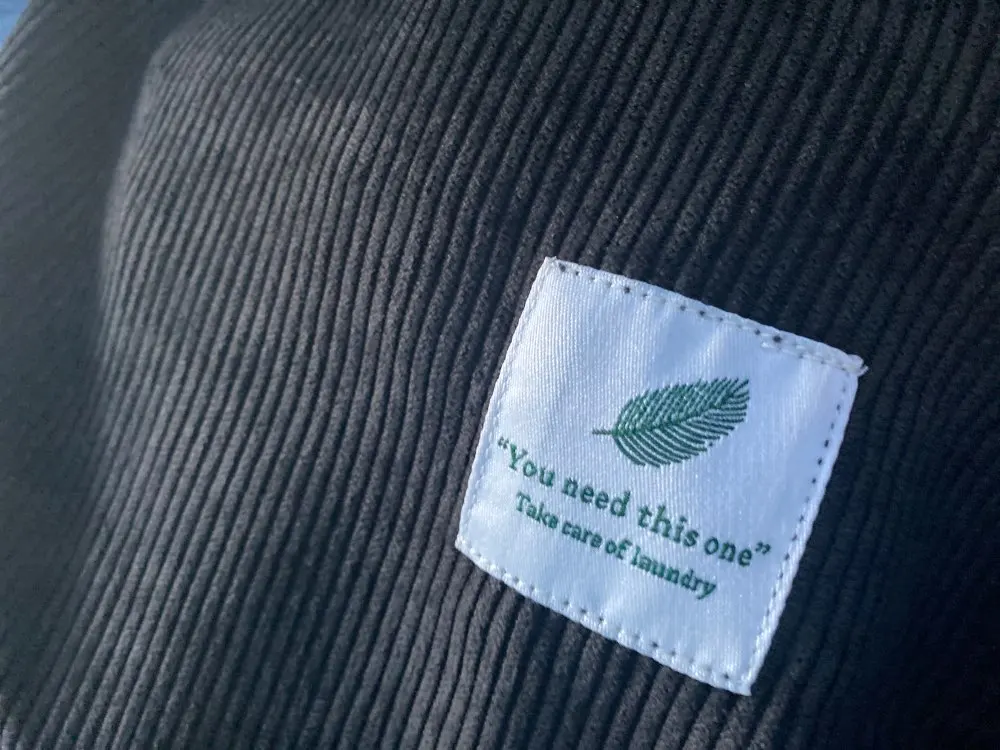 “You need this one”
Take care of laundry